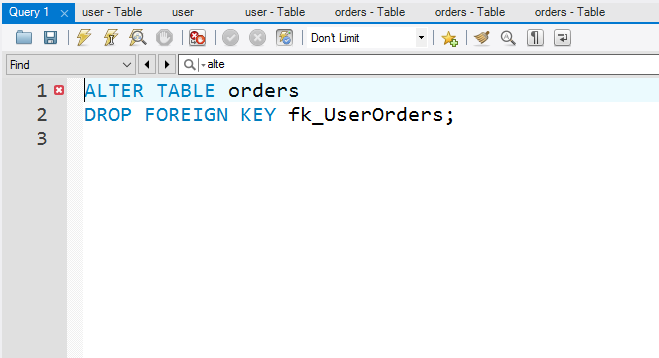 Query 1 user - Table user user - Table orders - Table orders - Table orders - Table
Don't Limit
Find alte
1 ALTER TABLE orders
2 DROP FOREIGN KEY fk_UserOrders;
3